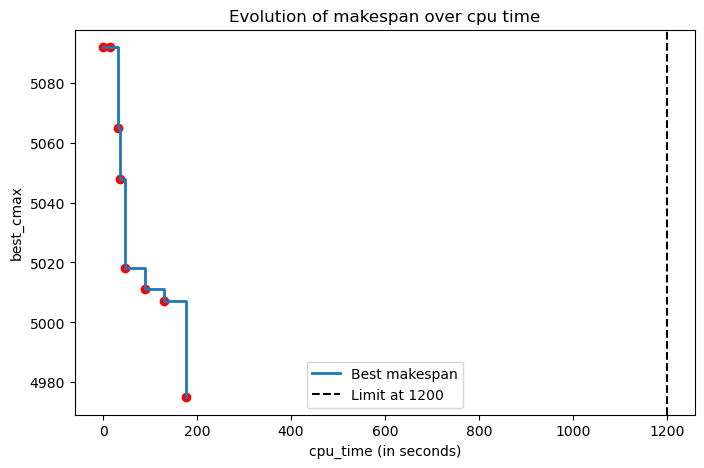 Evolution of makespan over cpu time
best_cmax
5080
5060
5040
5020
5000
4980
Best makespan
Limit at 1200
0
200
400
600
800
1000
1200
cpu_time (in seconds)